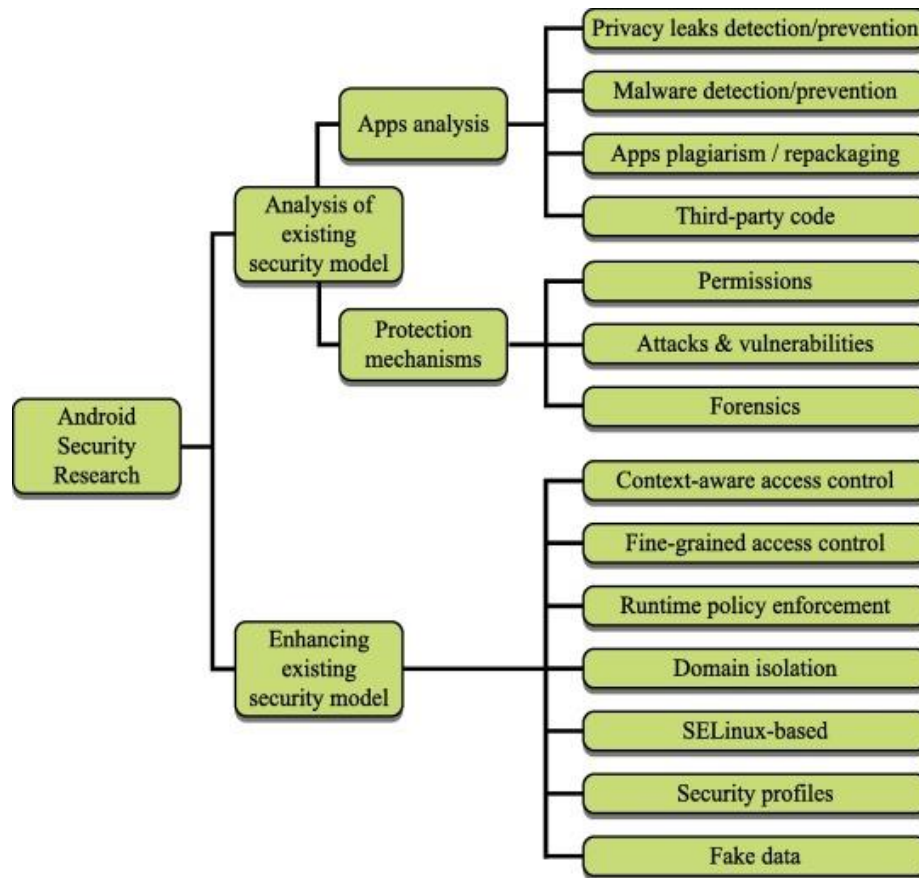 Privacy leaks detection/prevention
Malware detection/prevention
Apps analysis
Apps plagiarism / repackaging
Third-party code
Analysis of
existing
security model
Permissions
Protection
mechanisms
Attacks & vulnerabilities
Forensics
Android
Security
Research
Context-aware access control
Fine-grained access control
Runtime policy enforcement
Enhancing
existing
security model
Domain isolation
SELinux-based
Security profiles
Fake data